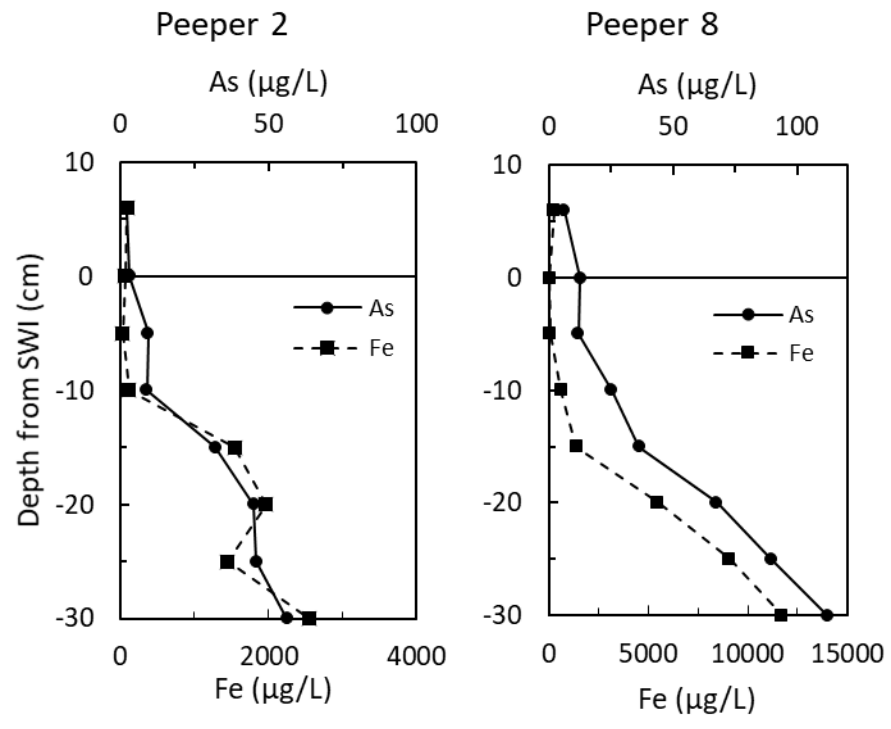 Peeper 2
As (µg/L)
0 50 100
10
0
-10
-20
-30
Depth from SWI (cm)
As
Fe
0 2000 4000
Fe (µg/L)
Peeper 8
As (µg/L)
0 50 100
10
0
-10
-20
-30
As
Fe
0 5000 10000 15000
Fe (µg/L)